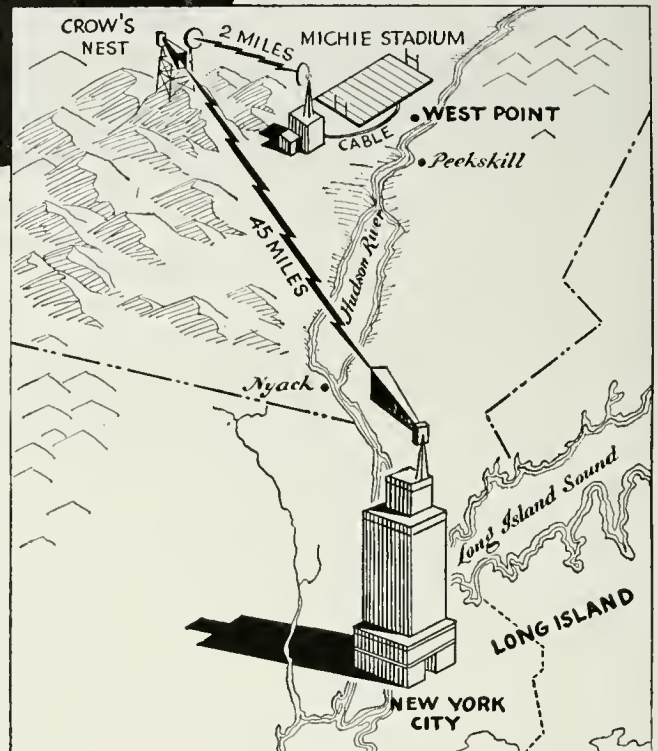 CROW'S
NEST
2 MILES
MICHIE STADIUM
WEST POINT
CABLE
Peekskill
45 MILES
Hudson River
Nyack
Long Island Sound
LONG ISLAND
NEW YORK
CITY